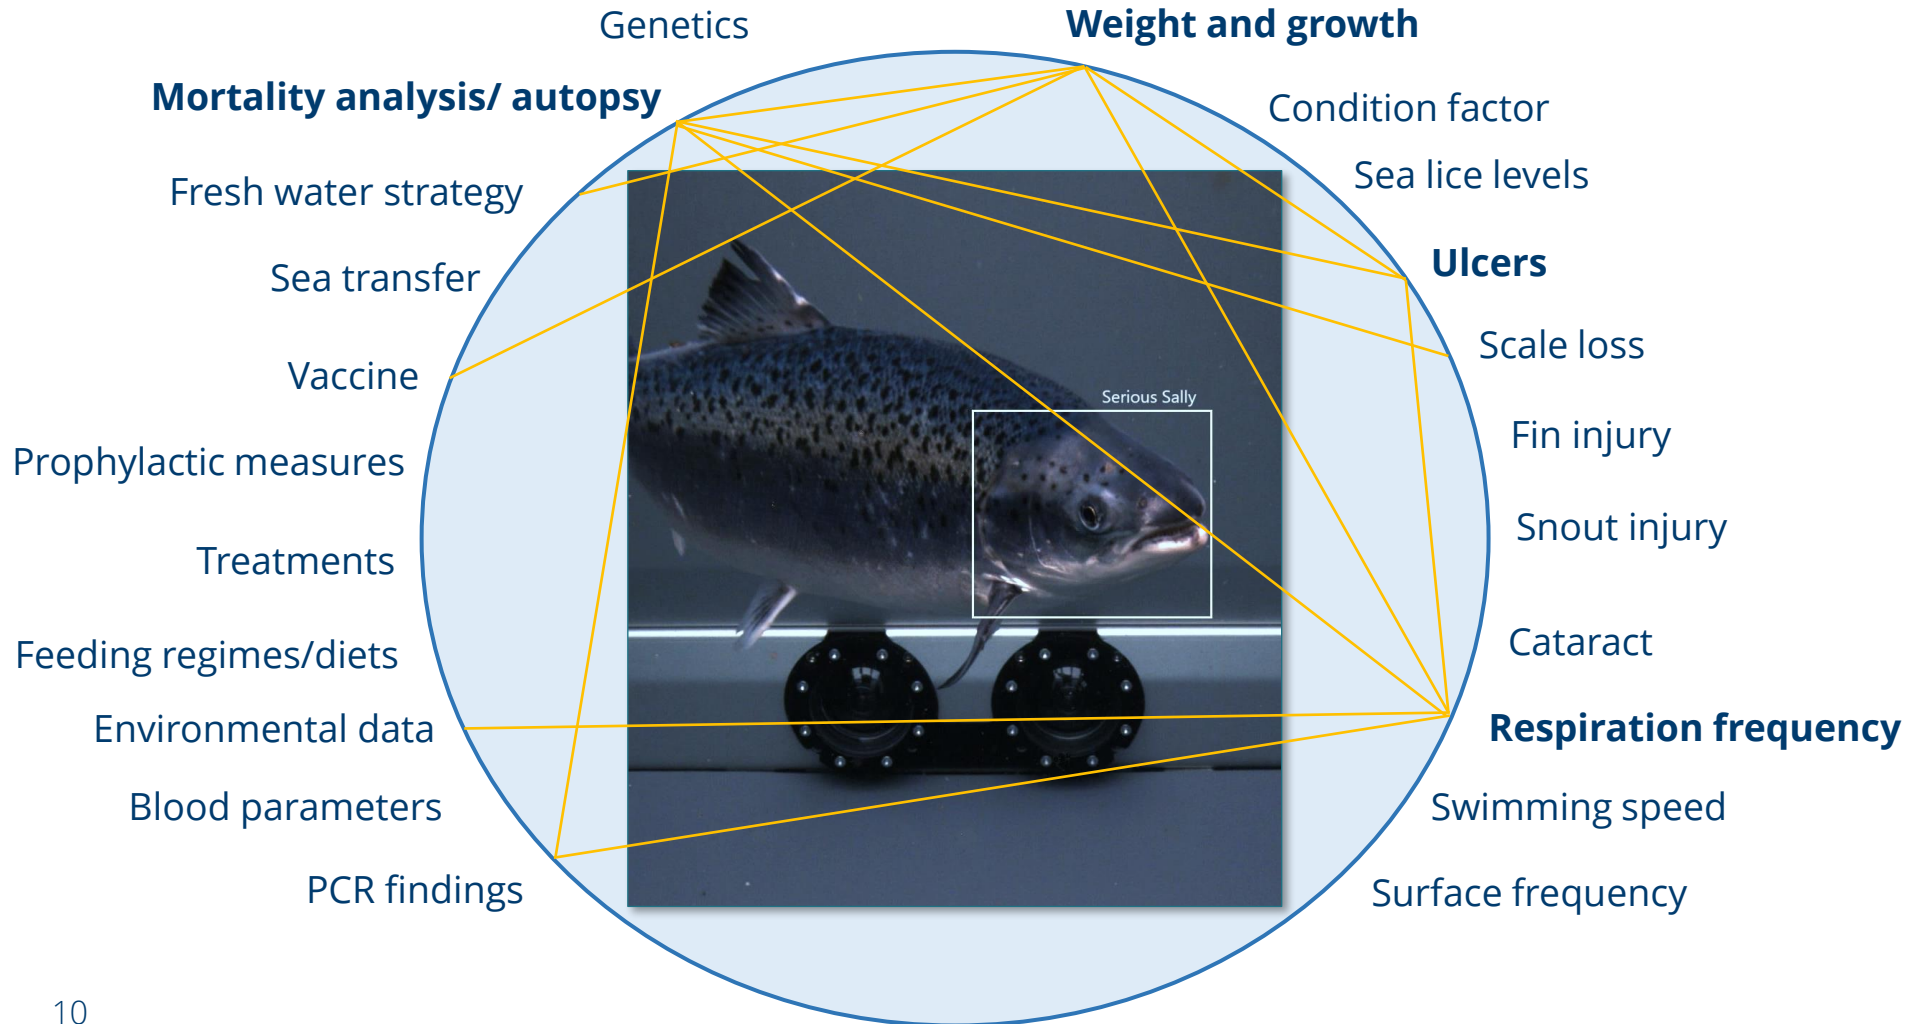 Genetics
Weight and growth
Mortality analysis/ autopsy
Condition factor
Fresh water strategy
Sea lice levels
Sea transfer
Ulcers
Vaccine
Scale loss
Serious Sally
Prophylactic measures
Fin injury
Treatments
Snout injury
Feeding regimes/diets
Cataract
Environmental data
Respiration frequency
Blood parameters
Swimming speed
PCR findings
Surface frequency
10